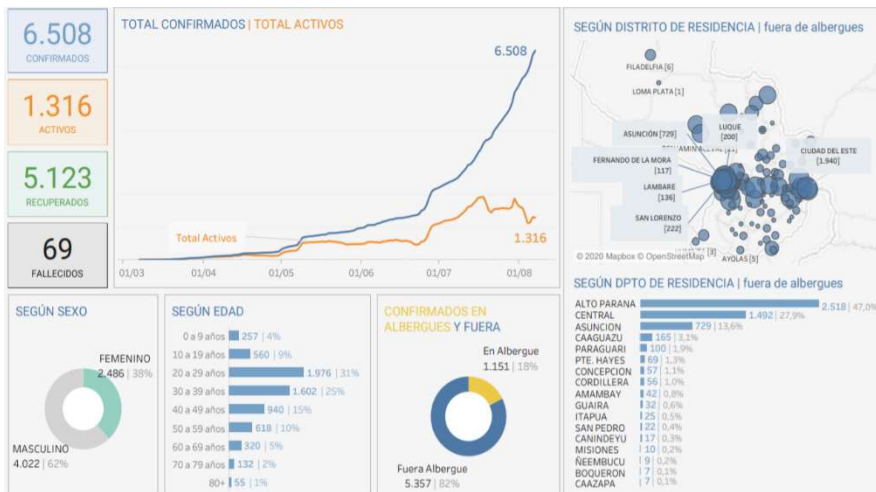 6.508
CONFIRMADOS
1.316
ACTIVOS
5.123
RECUPERADOS
69
FALLECIDOS
TOTAL CONFIRMADOS | TOTAL ACTIVOS
6.508
Total Activos
1.316
01/03 01/04 01/05 01/06 01/07 01/08
SEGÚN DISTRITO DE RESIDENCIA | fuera de albergues
FILADELFIA [6]
LOMA PLATA [1]
LUQUE
[200]
ASUNCIÓN [729]
CIUDAD DEL ESTE
[1.940]
FERNANDO DE LA MORA
[117]
LAMBARE
[136]
SAN LORENZO
[222]
[3]
AYOLAS [5]
© 2020 Mapbox © OpenStreetMap
SEGÚN SEXO
FEMENINO
2.486 | 38%
MASCULINO
4.022 | 62%
SEGÚN EDAD
0 a 9 años 257 | 4%
10 a 19 años 560 | 9%
20 a 29 años 1.976 | 31%
30 a 39 años 1.602 | 25%
40 a 49 años 940 | 15%
50 a 59 años 618 | 10%
60 a 69 años 320 | 5%
70 a 79 años 132 | 2%
80+ 55 | 1%
CONFIRMADOS EN
ALBERGUES Y FUERA
En Albergue
1.151 | 18%
Fuera Albergue
5.357 | 82%
SEGÚN DPTO DE RESIDENCIA | fuera de albergues
ALTO PARANA 2.518 | 47,0%
CENTRAL 1.492 | 27,9%
ASUNCION 729 | 13,6%
CAAGUAZU 165 | 3,1%
PARAGUARI 100 | 1,9%
PTE. HAYES 69 | 1,3%
CONCEPCION 57 | 1,1%
CORDILLERA 56 | 1,0%
AMAMBAY 42 | 0,8%
GUAIRA 32 | 0,6%
ITAPUA 25 | 0,5%
SAN PEDRO 22 | 0,4%
CANINDEYU 17 | 0,3%
MISIONES 10 | 0,2%
ÑEEMBUCU 9 | 0,2%
BOQUERON 7 | 0,1%
CAAZAPA 7 | 0,1%